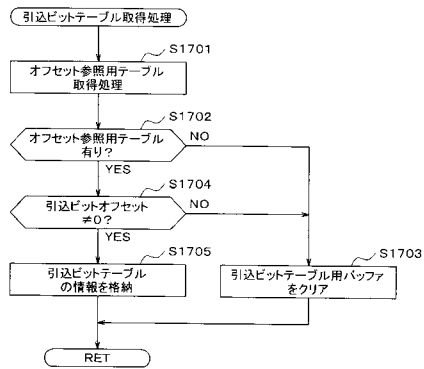 引込ビットテーブル取得処理
S1701
オフセット参照用テーブル
取得処理
S1702
オフセット参照用テーブル
有り?
NO
YES
S1704
引込ビットオフセット
≠0?
NO
YES
S1705
引込ビットテーブル
の情報を格納
S1703
引込ビットテーブル用バッファ
をクリア
RET